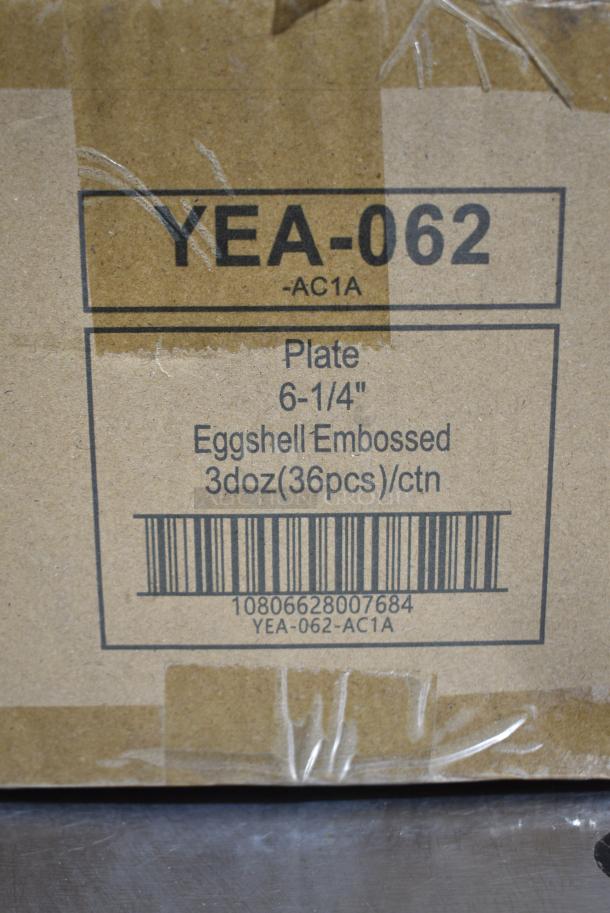 YEA-062
-AC1A
Plate
6-1/4"
Eggshell Embossed
3doz(36pcs)/ctn
10806628007684
YEA-062-AC1A